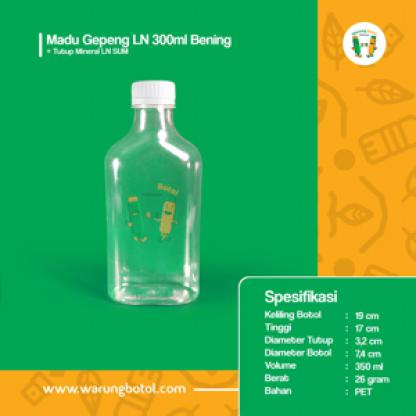 Madu Gepeng LN 300ml Bening
+ Tutup Mineral LN SUM
Botol
Spesifikasi
Keliling Botol : 19 cm
Tinggi : 17 cm
Diameter Tutup : 3,2 cm
Diameter Botol : 7,4 cm
Volume : 350 ml
Berat : 26 gram
Bahan : PET
www.warungbotol.com